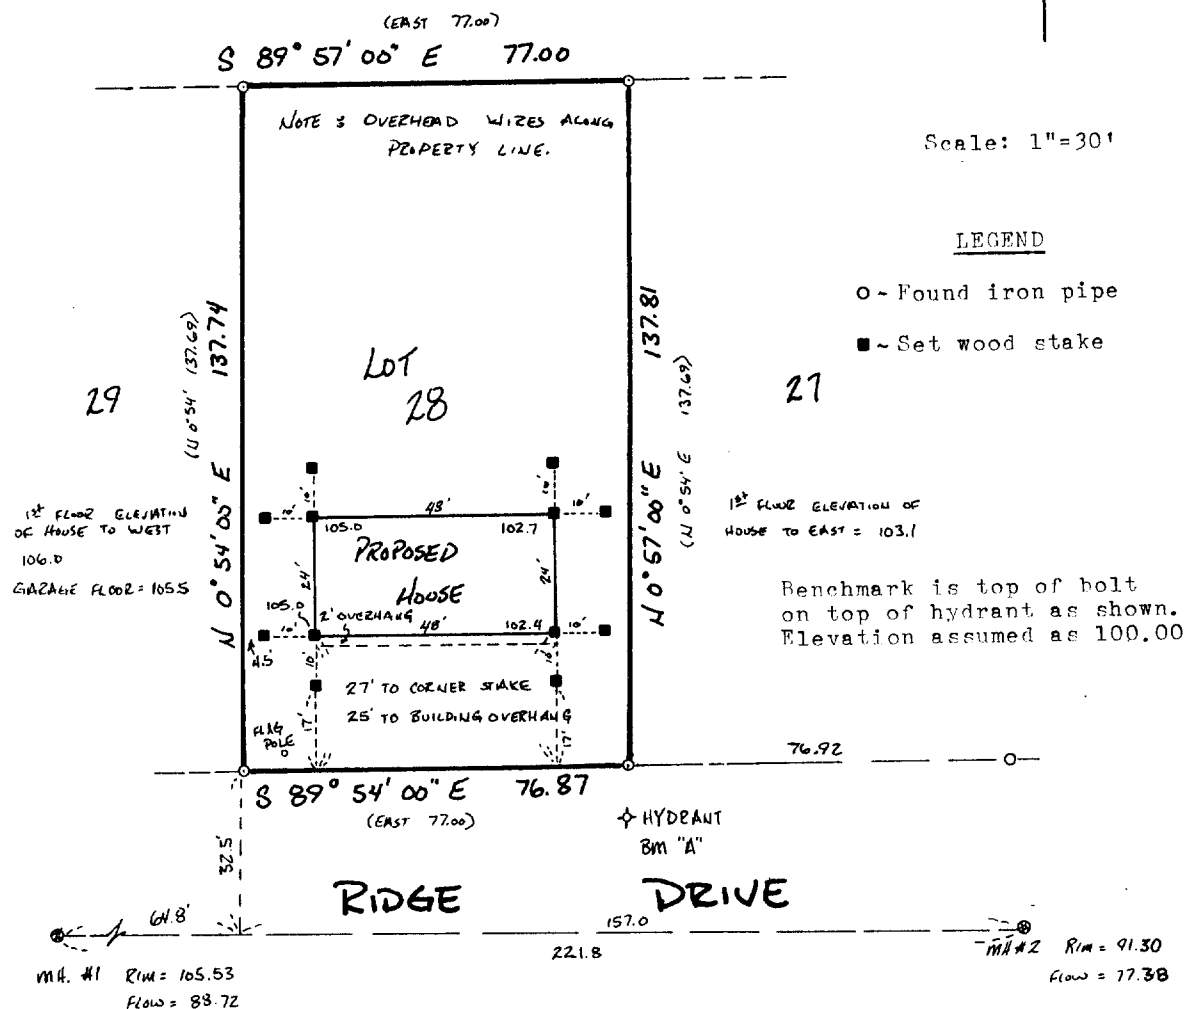 (EAST 77.00)
S 89° 57' 00" E 77.00
NOTE : OVERHEAD WIRES ALONG
PROPERTY LINE.
Scale: 1"=30'
LEGEND
O ~ Found iron pipe
■ ~ Set wood stake
N 0° 54' 00" E 137.74
(N 0°54' 137.69)
N 0° 57' 00" E 137.81
(N 0°54' E 137.69)
LOT
28
29
27
1st FLOOR ELEVATION
OF HOUSE TO WEST
106.0
GARAGE FLOOR = 105.5
1st FLOOR ELEVATION OF
HOUSE TO EAST = 103.1
10'
10'
10'
10'
48'
105.0
102.7
PROPOSED
HOUSE
24'
24'
105.0
2' OVERHANG
48'
102.4
10'
10'
10'
10'
4.5'
27' TO CORNER STAKE
25' TO BUILDING OVERHANG
17'
17'
FLAG
POLE
Benchmark is top of bolt
on top of hydrant as shown.
Elevation assumed as 100.00
76.92
S 89° 54' 00" E 76.87
(EAST 77.00)
HYDRANT
BM "A"
32.5'
RIDGE DRIVE
64.8'
157.0
221.8
MH. #1 RIM = 105.53
FLOW = 88.72
MH #2 RIM = 91.30
FLOW = 77.38